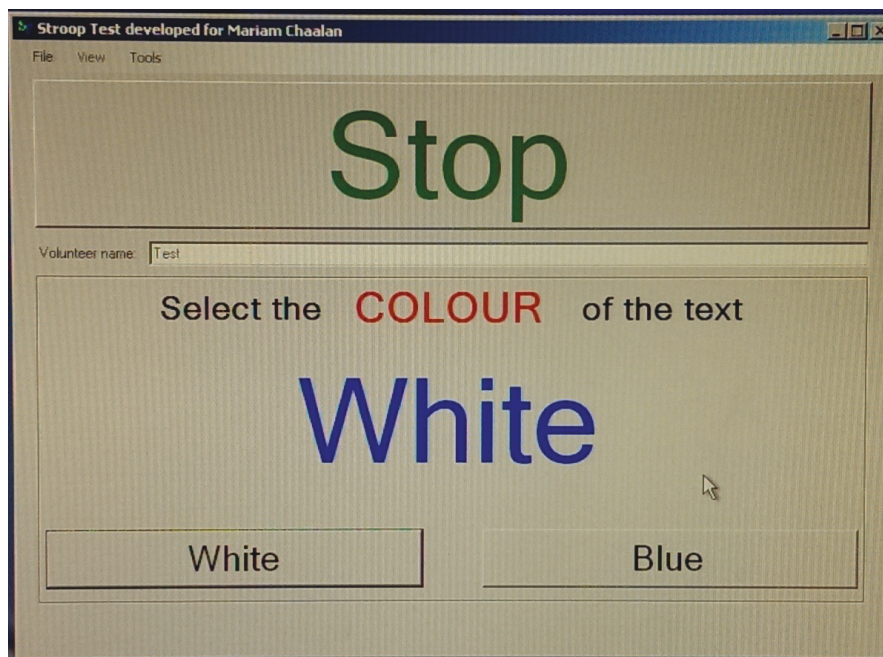 Stroop Test developed for Mariam Chaalan
File View Tools
Stop
Volunteer name: Test
Select the COLOUR of the text
White
White Blue